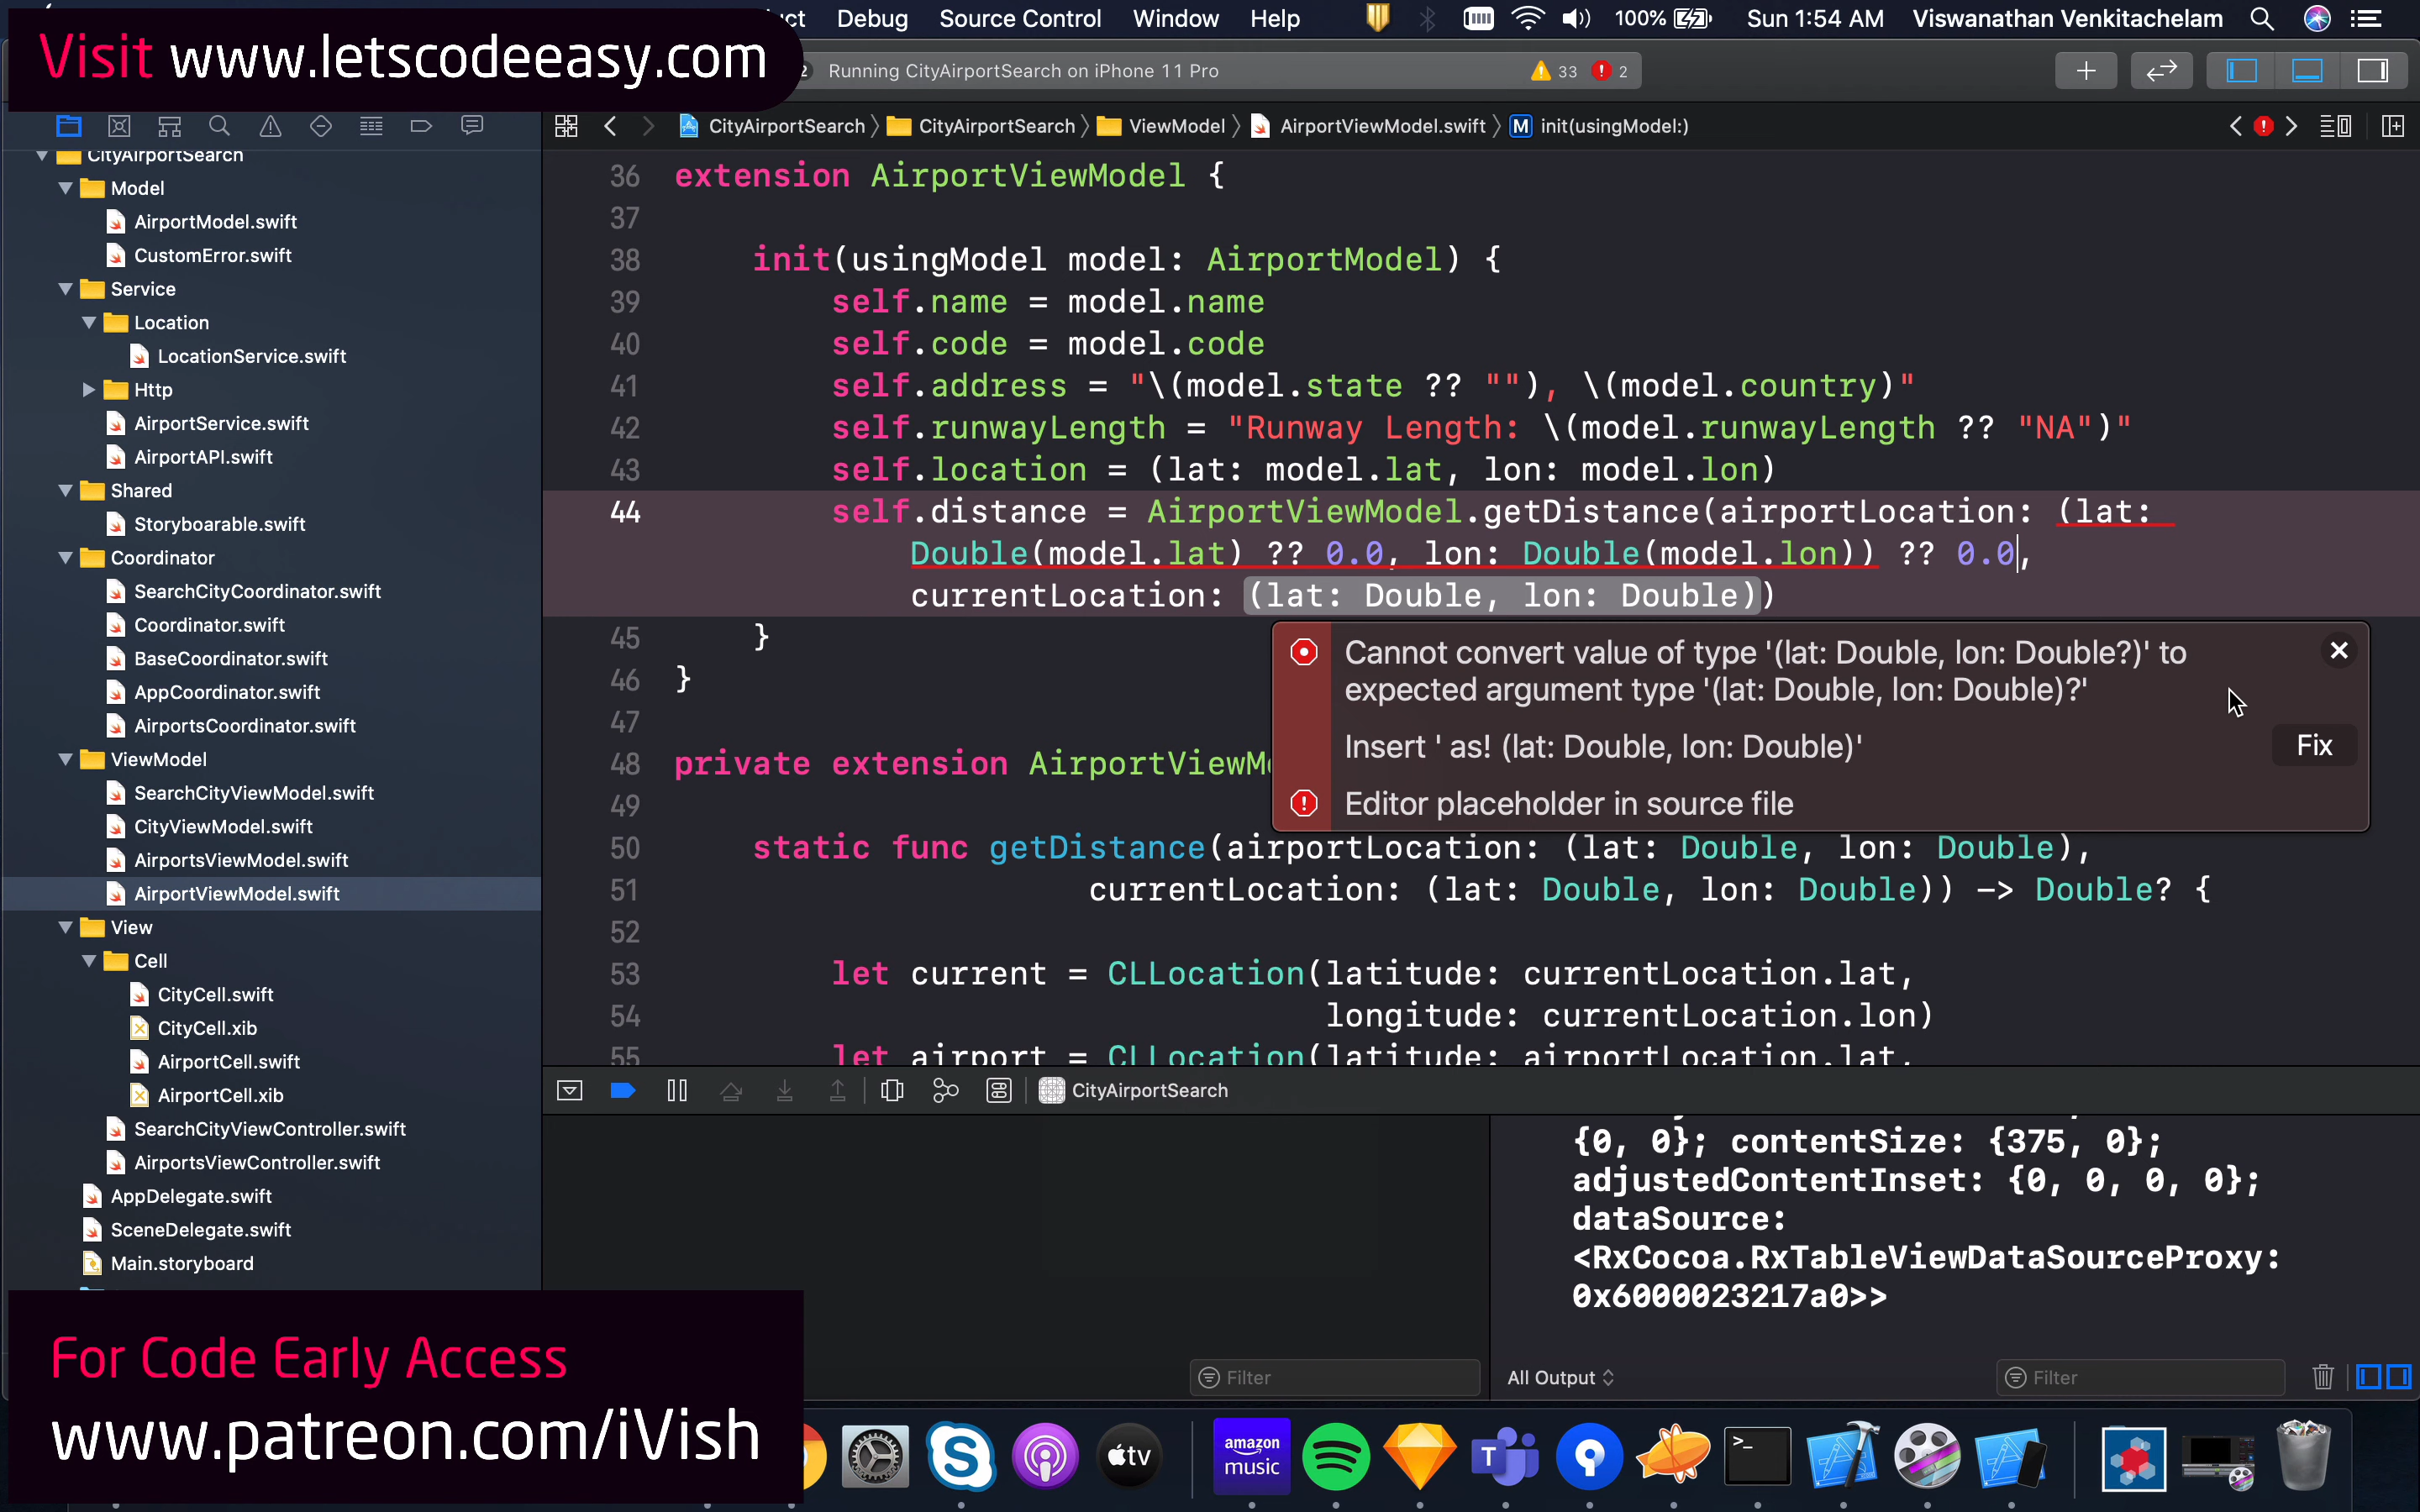 Debug Source Control Window Help 100% Sun 1:54 AM Viswanathan Venkitachelam
Visit www.letscodeeasy.com
Running CityAirportSearch on iPhone 11 Pro 33 2
CityAirportSearch CityAirportSearch ViewModel AirportViewModel.swift M init(usingModel:)
CityAirportSearch
Model
AirportModel.swift
CustomError.swift
Service
Location
LocationService.swift
Http
AirportService.swift
AirportAPI.swift
Shared
Storyboarable.swift
Coordinator
SearchCityCoordinator.swift
Coordinator.swift
BaseCoordinator.swift
AppCoordinator.swift
AirportsCoordinator.swift
ViewModel
SearchCityViewModel.swift
CityViewModel.swift
AirportsViewModel.swift
AirportViewModel.swift
View
Cell
CityCell.swift
CityCell.xib
AirportCell.swift
AirportCell.xib
SearchCityViewController.swift
AirportsViewController.swift
AppDelegate.swift
SceneDelegate.swift
Main.storyboard
36 extension AirportViewModel {
37
38 init(usingModel model: AirportModel) {
39 self.name = model.name
40 self.code = model.code
41 self.address = "\(model.state ?? ""), \(model.country)"
42 self.runwayLength = "Runway Length: \(model.runwayLength ?? "NA")"
43 self.location = (lat: model.lat, lon: model.lon)
44 self.distance = AirportViewModel.getDistance(airportLocation: (lat:
Double(model.lat) ?? 0.0, lon: Double(model.lon)) ?? 0.0,
currentLocation: (lat: Double, lon: Double))
45 }
46 }
47
48 private extension AirportViewM
49
50 static func getDistance(airportLocation: (lat: Double, lon: Double),
51 currentLocation: (lat: Double, lon: Double)) -> Double? {
52
53 let current = CLLocation(latitude: currentLocation.lat,
54 longitude: currentLocation.lon)
55 let airport = CLLocation(latitude: airportLocation.lat,
Cannot convert value of type '(lat: Double, lon: Double?)' to
expected argument type '(lat: Double, lon: Double)?'
Insert ' as! (lat: Double, lon: Double)'
Fix
Editor placeholder in source file
CityAirportSearch
{0, 0}; contentSize: {375, 0};
adjustedContentInset: {0, 0, 0, 0};
dataSource:
<RxCocoa.RxTableViewDataSourceProxy:
0x6000023217a0>>
Filter
All Output
Filter
For Code Early Access
www.patreon.com/iVish
tv
amazon
music
T
>_